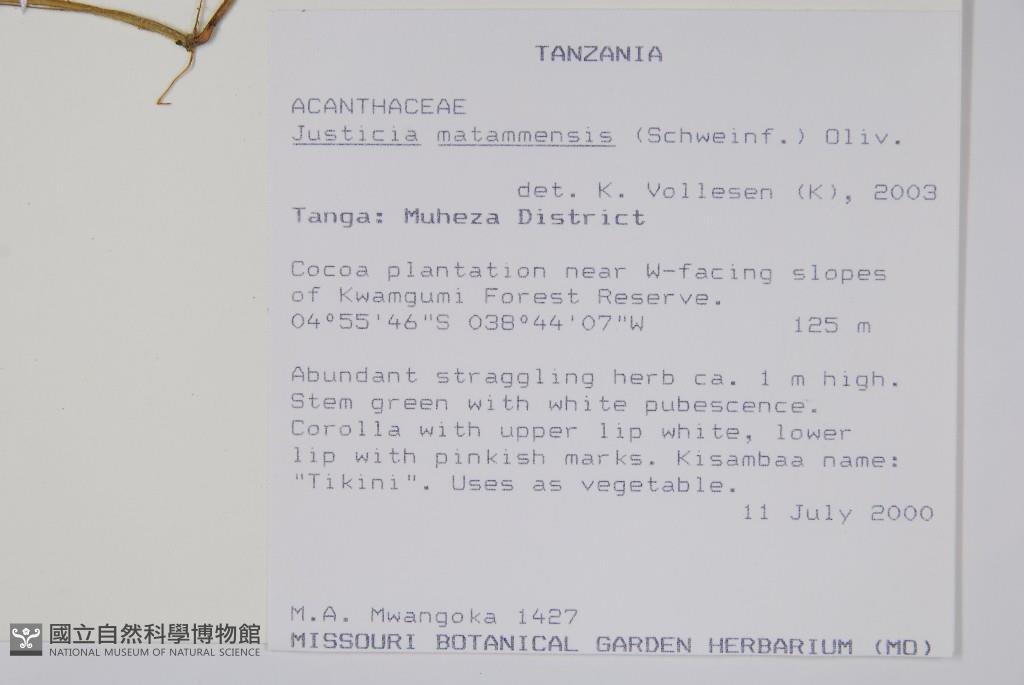 TANZANIA
ACANTHACEAE
Justicia matammensis (Schweinf.) Oliv.
det. K. Vollesen (K), 2003
Tanga: Muheza District
Cocoa plantation near W-facing slopes
of Kwamgumi Forest Reserve.
04°55'46"S 038°44'07"W 125 m
Abundant straggling herb ca. 1 m high.
Stem green with white pubescence.
Corolla with upper lip white, lower
lip with pinkish marks. Kisambaa name:
"Tikini". Uses as vegetable.
11 July 2000
M.A. Mwangoka 1427
MISSOURI BOTANICAL GARDEN HERBARIUM (MO)
國立自然科學博物館
NATIONAL MUSEUM OF NATURAL SCIENCE